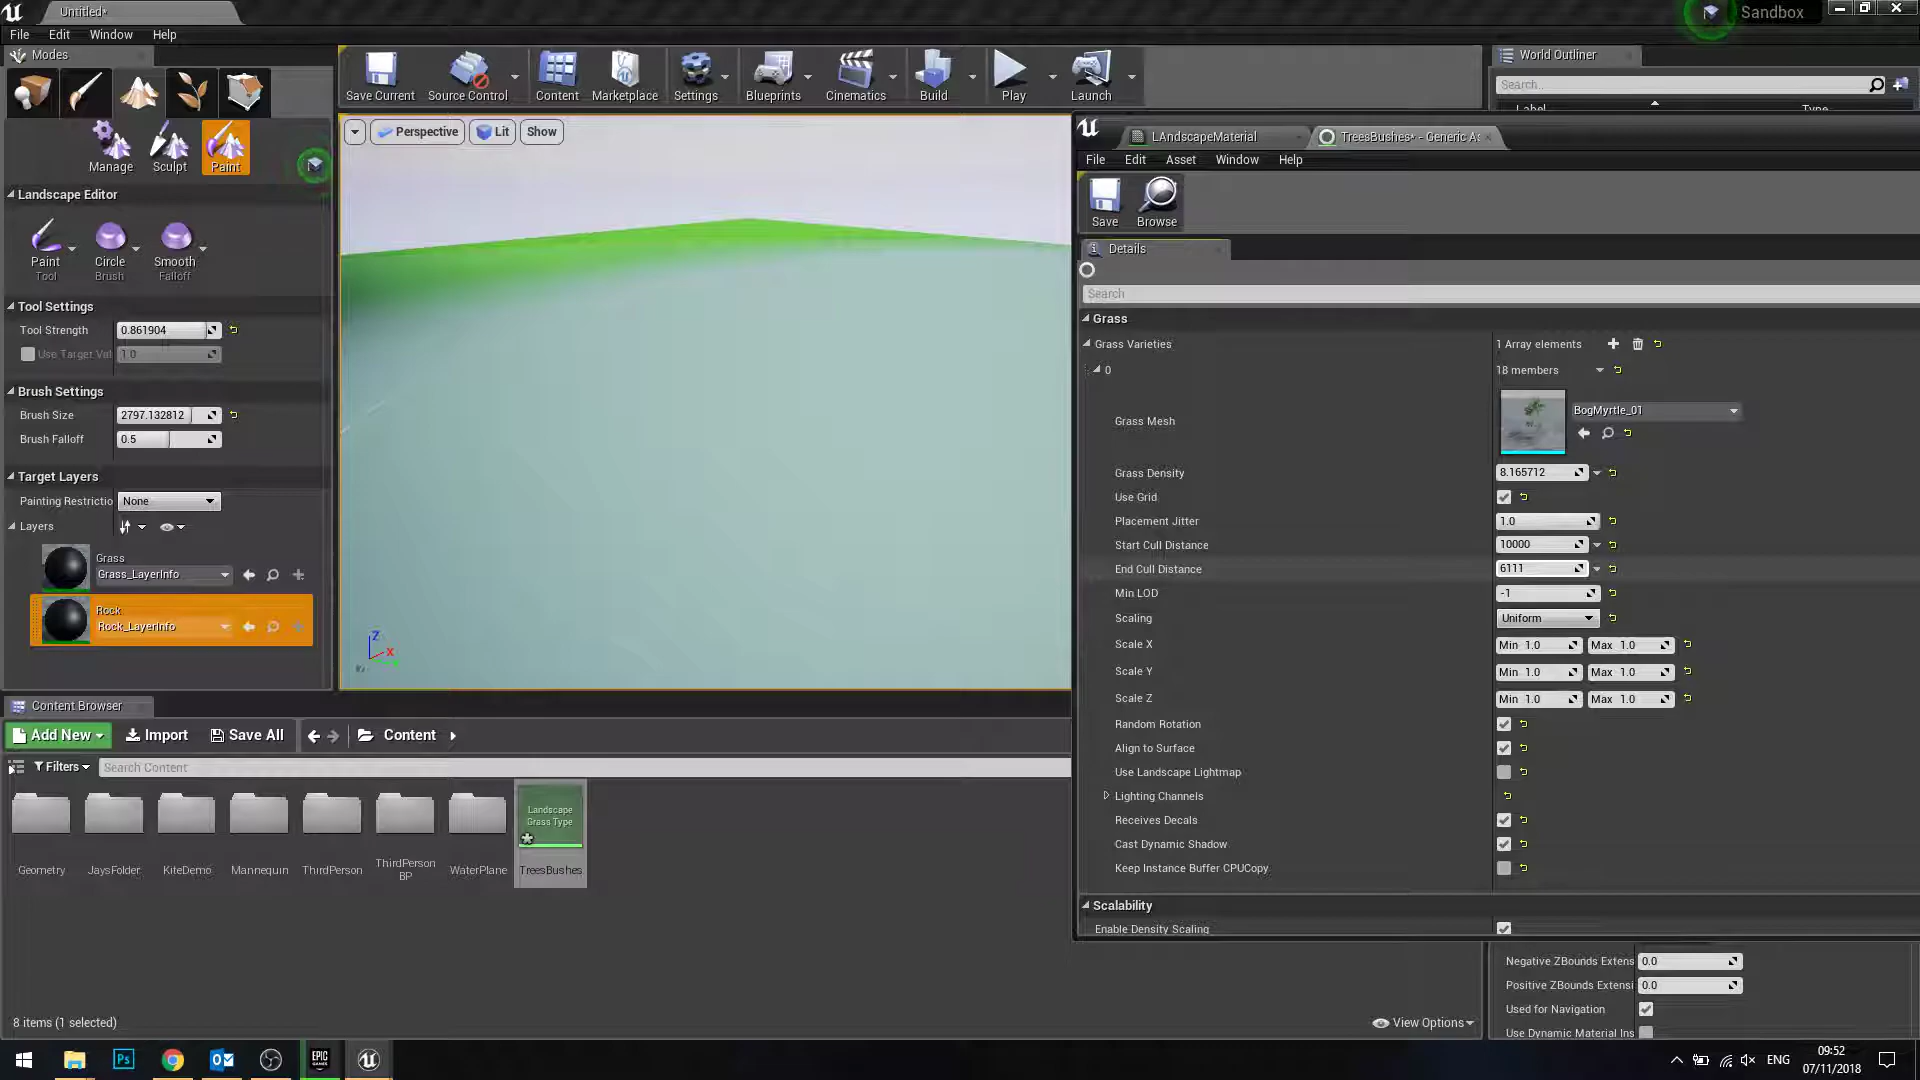 Untitled*
Sandbox
File Edit Window Help
Modes
Save Current
Source Control
Content
Marketplace
Settings
Blueprints
Cinematics
Build
Play
Launch
World Outliner
Search...
Label
Type
Manage
Sculpt
Paint
Perspective
Lit
Show
LAndscapeMaterial
TreesBushes* - Generic As
File Edit Asset Window Help
Save
Browse
Landscape Editor
Paint
Tool
Circle
Brush
Smooth
Falloff
Tool Settings
Tool Strength 0.861904
Use Target Val 1.0
Brush Settings
Brush Size 2797.132812
Brush Falloff 0.5
Target Layers
Painting Restrictio None
Layers
Grass
Grass_LayerInfo
Rock
Rock_LayerInfo
Z
X
Details
Search
Grass
Grass Varieties 1 Array elements
0 18 members
Grass Mesh BogMyrtle_01
Grass Density 8.165712
Use Grid
Placement Jitter 1.0
Start Cull Distance 10000
End Cull Distance 6111
Min LOD -1
Scaling Uniform
Scale X Min 1.0 Max 1.0
Scale Y Min 1.0 Max 1.0
Scale Z Min 1.0 Max 1.0
Random Rotation
Align to Surface
Use Landscape Lightmap
Lighting Channels
Receives Decals
Cast Dynamic Shadow
Keep Instance Buffer CPUCopy
Scalability
Enable Density Scaling
Negative ZBounds Extens 0.0
Positive ZBounds Extensi 0.0
Used for Navigation
Use Dynamic Material Ins
Content Browser
Add New Import Save All Content
Filters Search Content
Landscape
Grass Type
Geometry
JaysFolder
KiteDemo
Mannequin
ThirdPerson
ThirdPerson
BP
WaterPlane
TreesBushes
8 items (1 selected)
View Options
Ps
EPIC
GAMES
ENG
09:52
07/11/2018